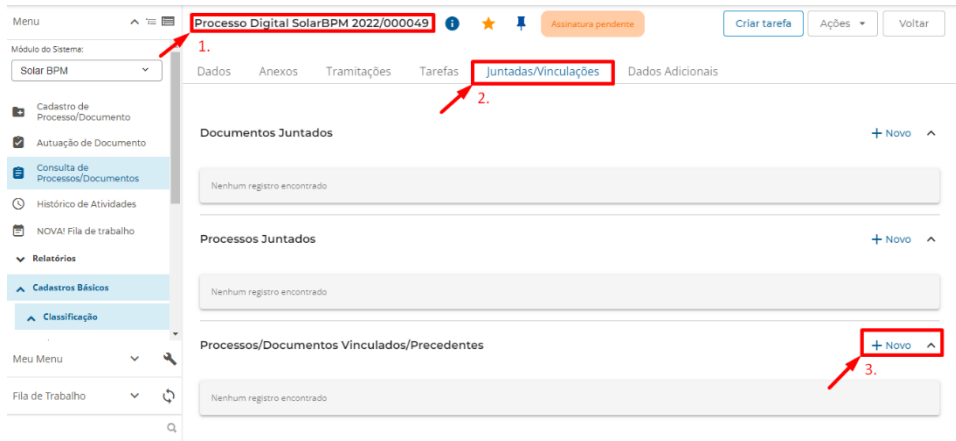 Menu
Módulo do Sistema:
Solar BPM
Cadastro de
Processo/Documento
Autuação de Documento
Consulta de
Processos/Documentos
Histórico de Atividades
NOVA! Fila de trabalho
Relatórios
Cadastros Básicos
Classificação
Meu Menu
Fila de Trabalho
Processo Digital SolarBPM 2022/000049
Assinatura pendente
Criar tarefa
Ações
Voltar
1.
Dados Anexos Tramitações Tarefas Juntadas/Vinculações Dados Adicionais
2.
Documentos Juntados
+ Novo
Nenhum registro encontrado
Processos Juntados
+ Novo
Nenhum registro encontrado
Processos/Documentos Vinculados/Precedentes
+ Novo
3.
Nenhum registro encontrado